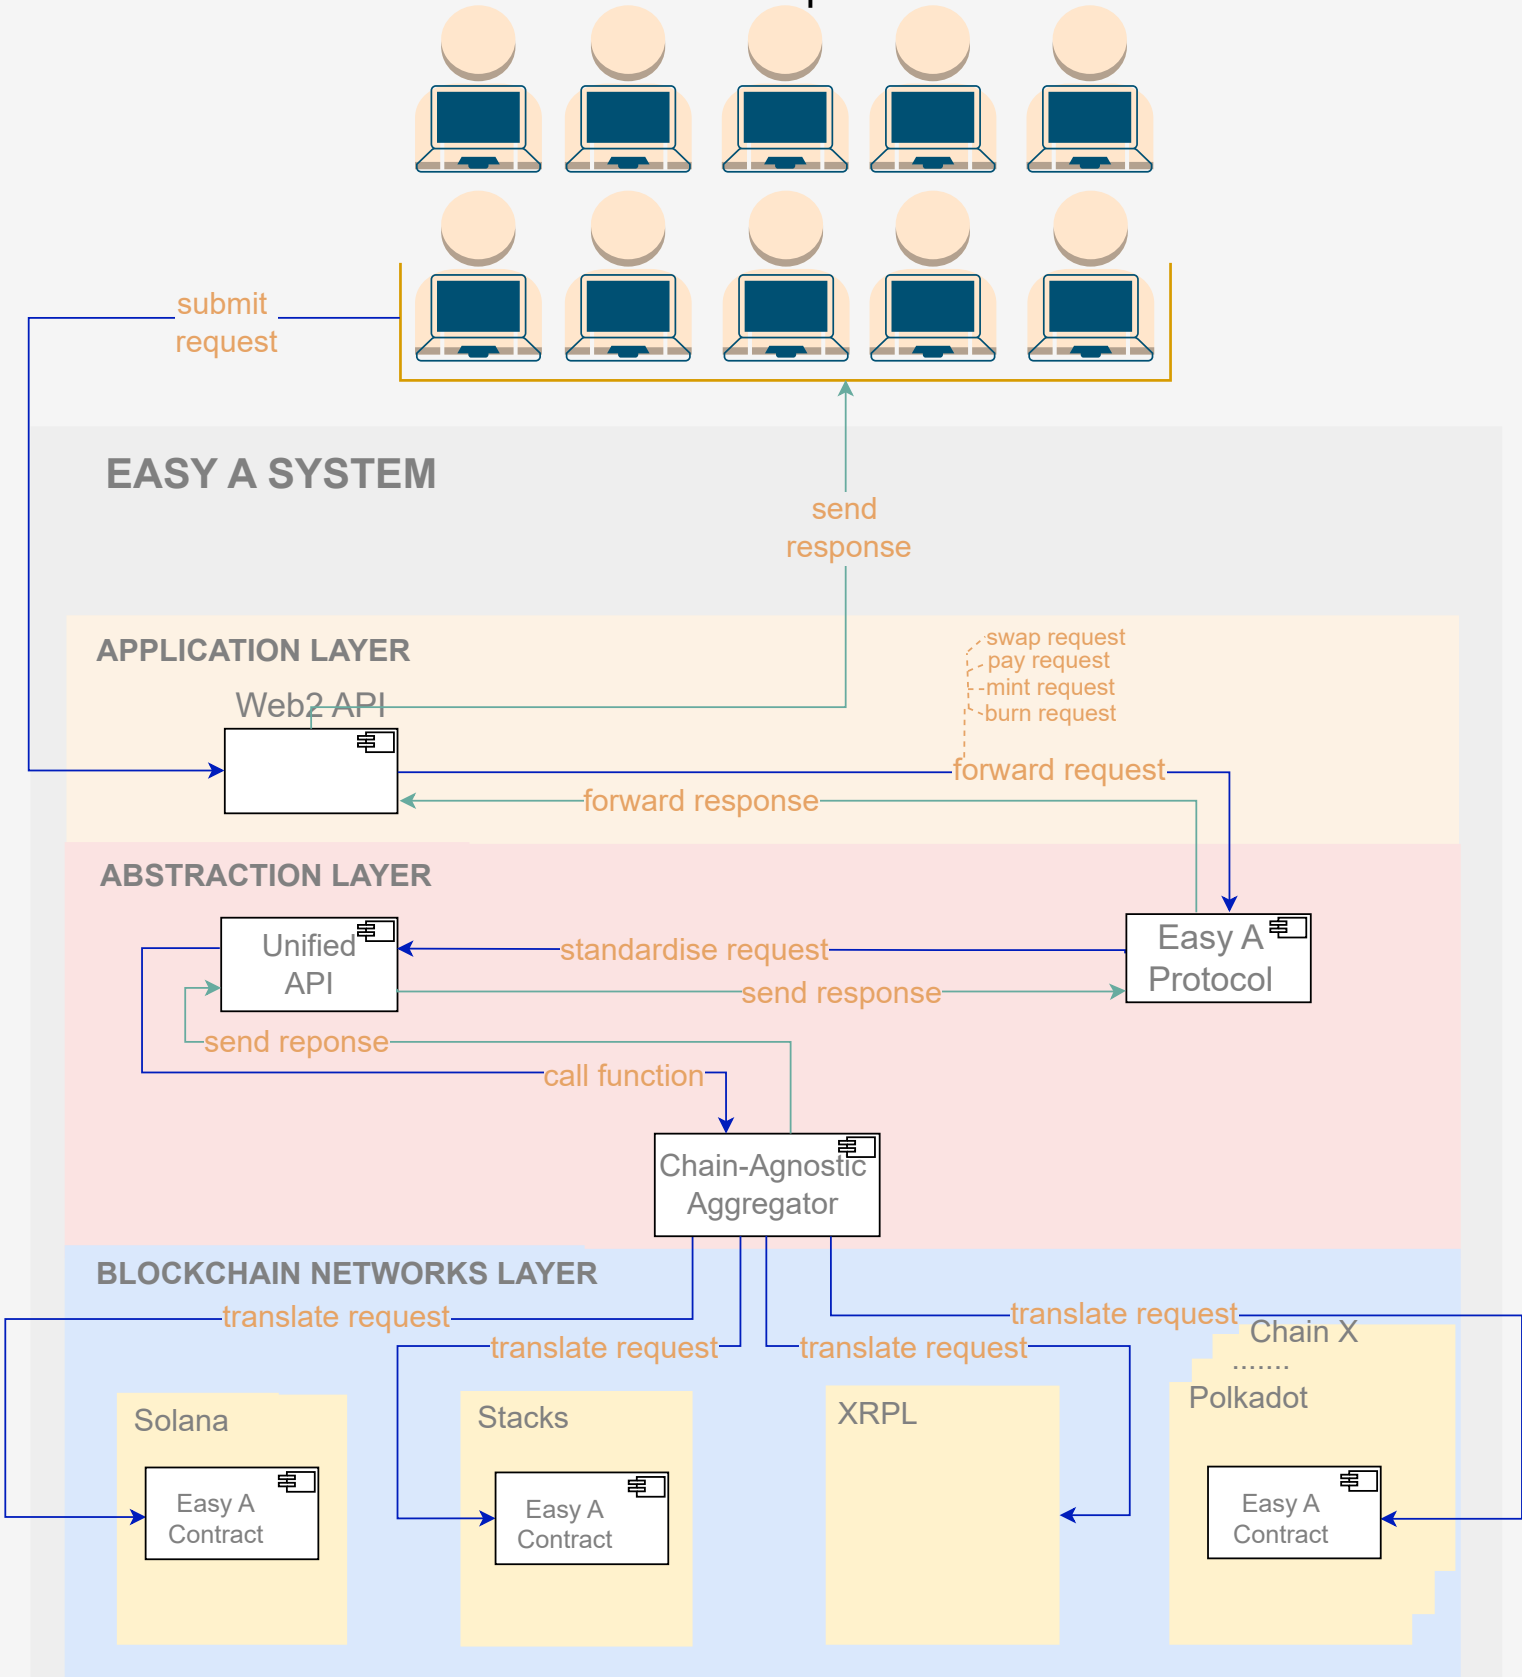 submit
request
EASY A SYSTEM
send
response
APPLICATION LAYER
swap request
pay request
mint request
burn request
Web2 API
forward request
forward response
ABSTRACTION LAYER
Unified
API
standardise request
Easy A
Protocol
send response
send reponse
call function
Chain-Agnostic
Aggregator
BLOCKCHAIN NETWORKS LAYER
translate request
translate request
translate request
translate request
Chain X
.......
Polkadot
Solana
Stacks
XRPL
Easy A
Contract
Easy A
Contract
Easy A
Contract